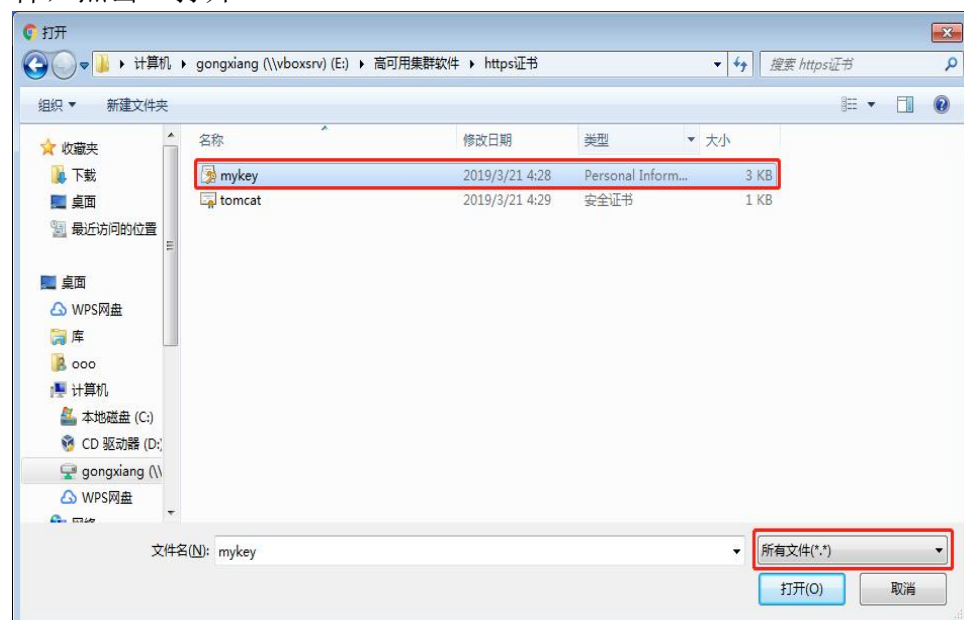 打开
计算机 ▸ gongxiang (\\vboxsrv) (E:) ▸ 高可用集群软件 ▸ https证书
搜索 https证书
组织 新建文件夹
名称 修改日期 类型 大小
mykey 2019/3/21 4:28 Personal Inform... 3 KB
tomcat 2019/3/21 4:29 安全证书 1 KB
收藏夹
下载
桌面
最近访问的位置
桌面
WPS网盘
库
ooo
计算机
本地磁盘 (C:)
CD 驱动器 (D:
gongxiang (\\
WPS网盘
文件名(N): mykey
所有文件(*.*)
打开(O) 取消